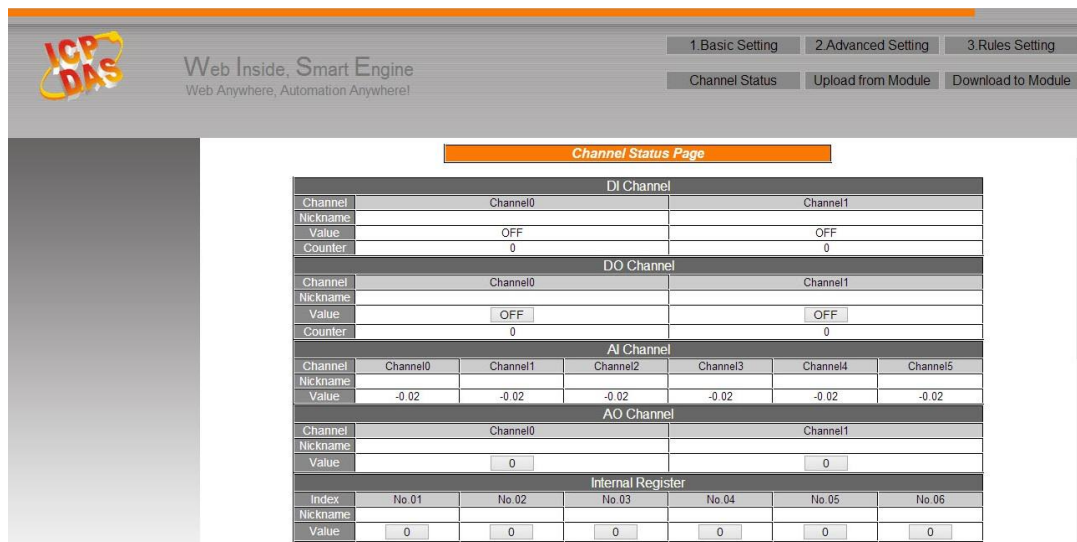 ICP DAS
Web Inside, Smart Engine
Web Anywhere, Automation Anywhere!
1.Basic Setting 2.Advanced Setting 3.Rules Setting
Channel Status Upload from Module Download to Module
Channel Status Page
DI Channel
Channel Channel0 Channel1
Nickname
Value OFF OFF
Counter 0 0
DO Channel
Channel Channel0 Channel1
Nickname
Value OFF OFF
Counter 0 0
AI Channel
Channel Channel0 Channel1 Channel2 Channel3 Channel4 Channel5
Nickname
Value -0.02 -0.02 -0.02 -0.02 -0.02 -0.02
AO Channel
Channel Channel0 Channel1
Nickname
Value 0 0
Internal Register
Index No.01 No.02 No.03 No.04 No.05 No.06
Nickname
Value 0 0 0 0 0 0